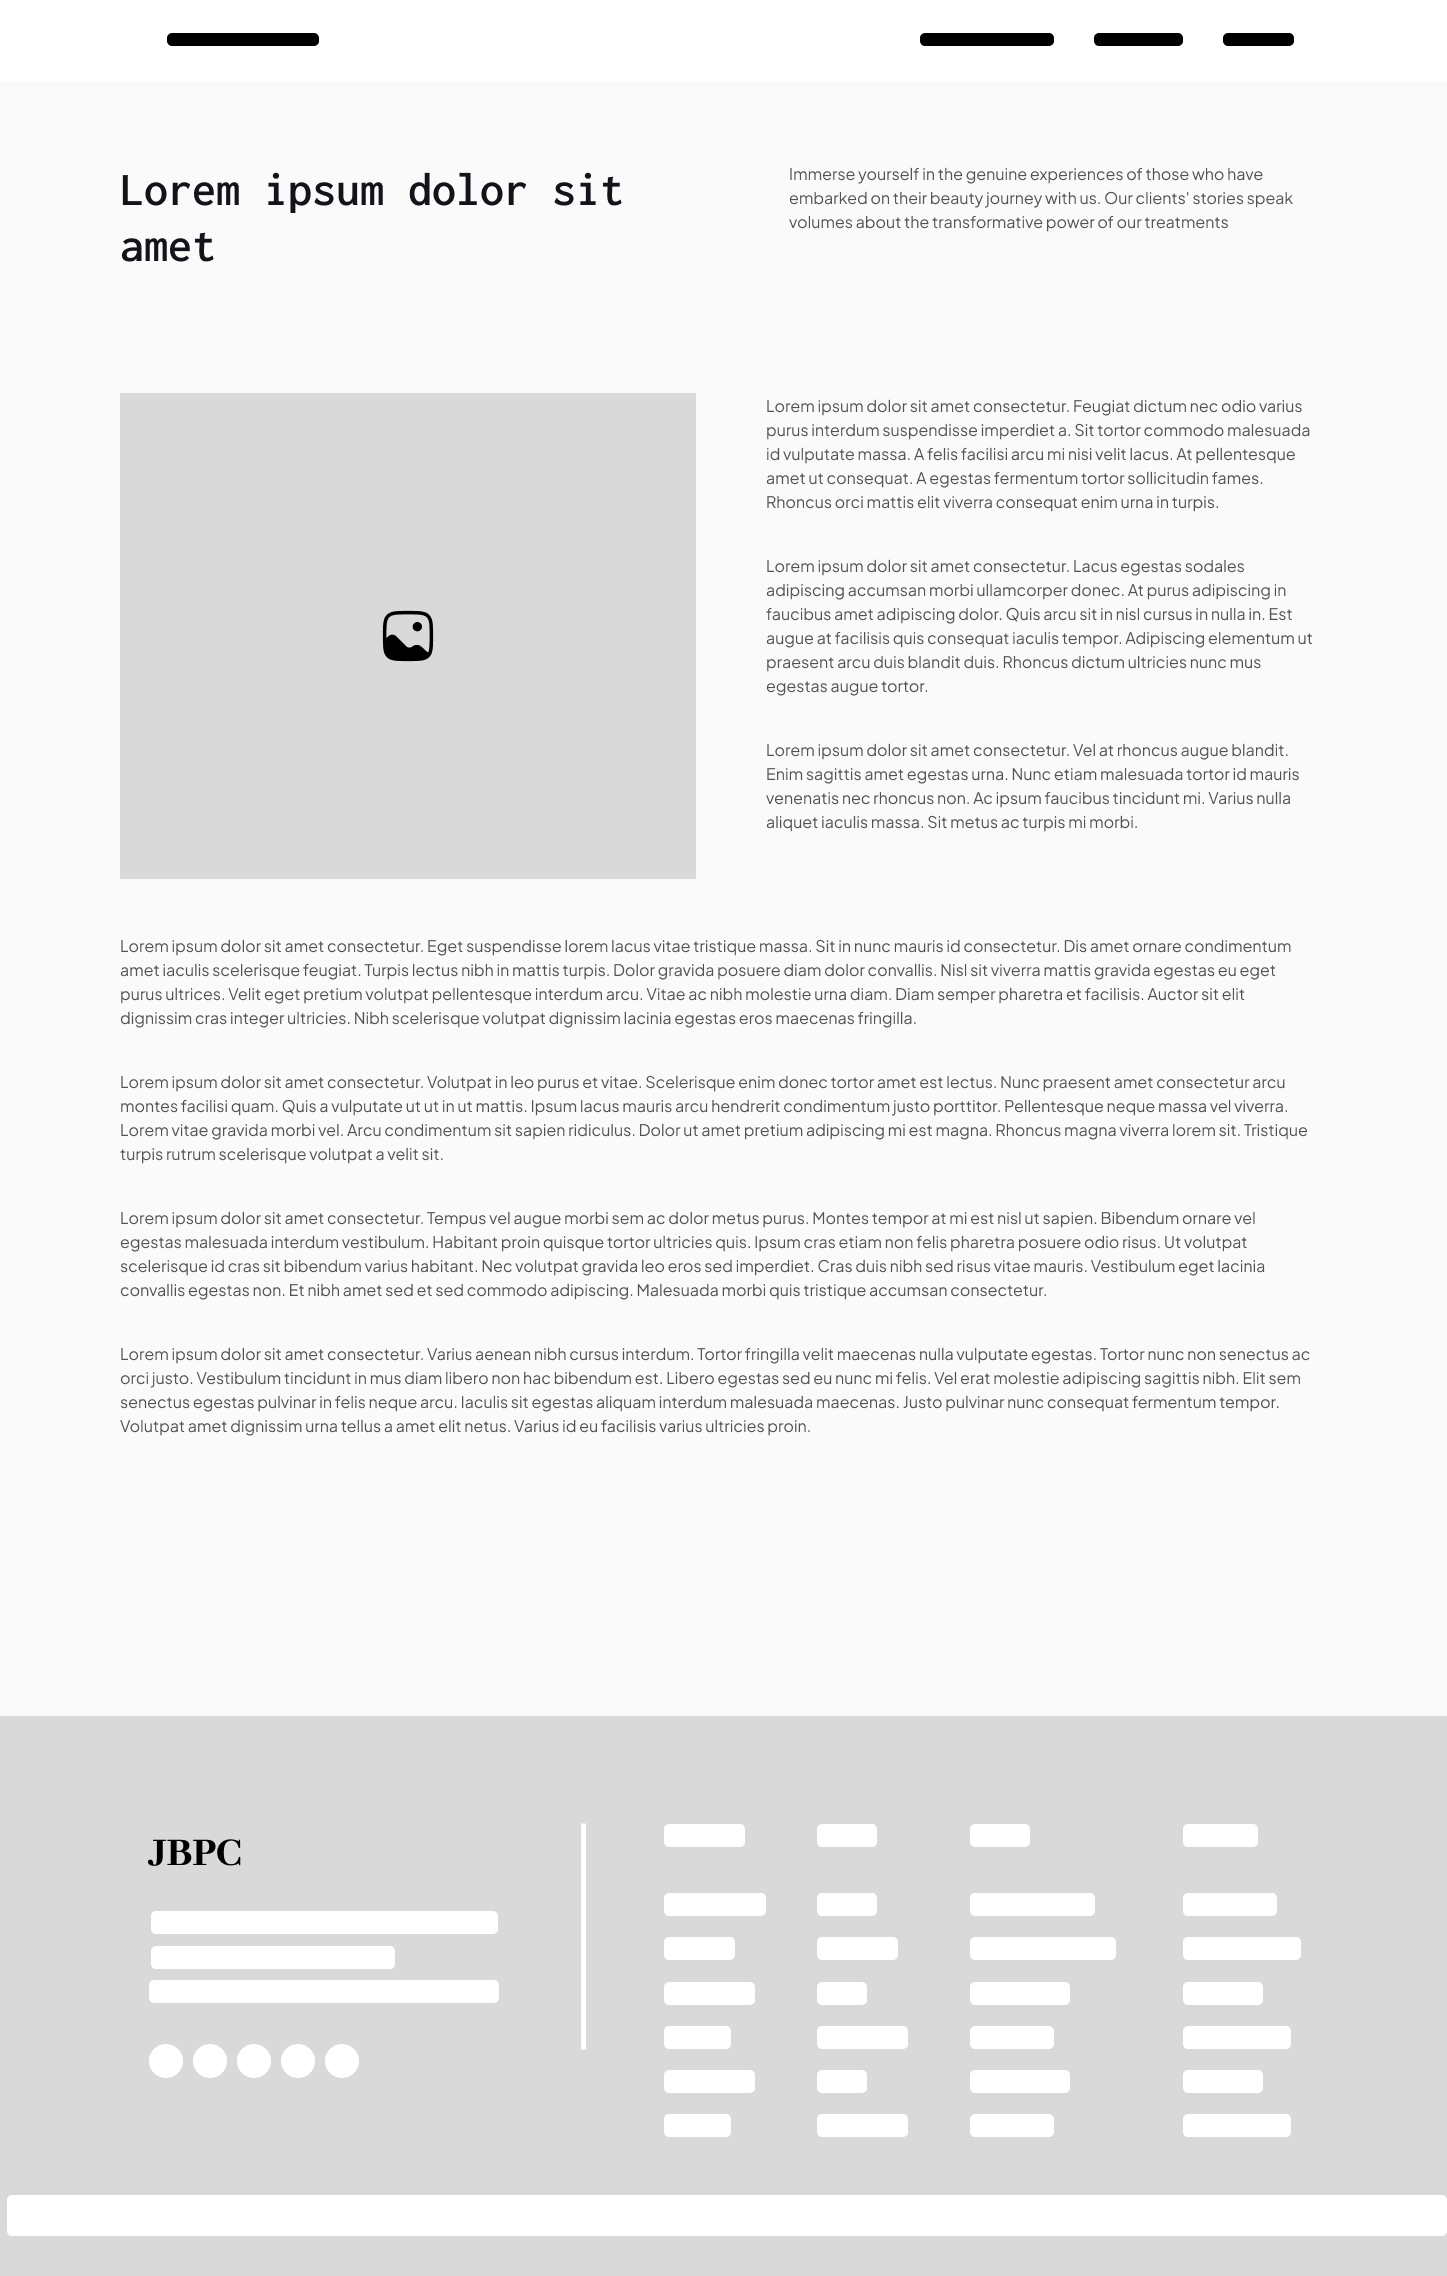 Lorem ipsum dolor sit
amet
Immerse yourself in the genuine experiences of those who have
embarked on their beauty journey with us. Our clients' stories speak
volumes about the transformative power of our treatments
Lorem ipsum dolor sit amet consectetur. Feugiat dictum nec odio varius
purus interdum suspendisse imperdiet a. Sit tortor commodo malesuada
id vulputate massa. A felis facilisi arcu mi nisi velit lacus. At pellentesque
amet ut consequat. A egestas fermentum tortor sollicitudin fames.
Rhoncus orci mattis elit viverra consequat enim urna in turpis.
Lorem ipsum dolor sit amet consectetur. Lacus egestas sodales
adipiscing accumsan morbi ullamcorper donec. At purus adipiscing in
faucibus amet adipiscing dolor. Quis arcu sit in nisl cursus in nulla in. Est
augue at facilisis quis consequat iaculis tempor. Adipiscing elementum ut
praesent arcu duis blandit duis. Rhoncus dictum ultricies nunc mus
egestas augue tortor.
Lorem ipsum dolor sit amet consectetur. Vel at rhoncus augue blandit.
Enim sagittis amet egestas urna. Nunc etiam malesuada tortor id mauris
venenatis nec rhoncus non. Ac ipsum faucibus tincidunt mi. Varius nulla
aliquet iaculis massa. Sit metus ac turpis mi morbi.
Lorem ipsum dolor sit amet consectetur. Eget suspendisse lorem lacus vitae tristique massa. Sit in nunc mauris id consectetur. Dis amet ornare condimentum
amet iaculis scelerisque feugiat. Turpis lectus nibh in mattis turpis. Dolor gravida posuere diam dolor convallis. Nisl sit viverra mattis gravida egestas eu eget
purus ultrices. Velit eget pretium volutpat pellentesque interdum arcu. Vitae ac nibh molestie urna diam. Diam semper pharetra et facilisis. Auctor sit elit
dignissim cras integer ultricies. Nibh scelerisque volutpat dignissim lacinia egestas eros maecenas fringilla.
Lorem ipsum dolor sit amet consectetur. Volutpat in leo purus et vitae. Scelerisque enim donec tortor amet est lectus. Nunc praesent amet consectetur arcu
montes facilisi quam. Quis a vulputate ut ut in ut mattis. Ipsum lacus mauris arcu hendrerit condimentum justo porttitor. Pellentesque neque massa vel viverra.
Lorem vitae gravida morbi vel. Arcu condimentum sit sapien ridiculus. Dolor ut amet pretium adipiscing mi est magna. Rhoncus magna viverra lorem sit. Tristique
turpis rutrum scelerisque volutpat a velit sit.
Lorem ipsum dolor sit amet consectetur. Tempus vel augue morbi sem ac dolor metus purus. Montes tempor at mi est nisl ut sapien. Bibendum ornare vel
egestas malesuada interdum vestibulum. Habitant proin quisque tortor ultricies quis. Ipsum cras etiam non felis pharetra posuere odio risus. Ut volutpat
scelerisque id cras sit bibendum varius habitant. Nec volutpat gravida leo eros sed imperdiet. Cras duis nibh sed risus vitae mauris. Vestibulum eget lacinia
convallis egestas non. Et nibh amet sed et sed commodo adipiscing. Malesuada morbi quis tristique accumsan consectetur.
Lorem ipsum dolor sit amet consectetur. Varius aenean nibh cursus interdum. Tortor fringilla velit maecenas nulla vulputate egestas. Tortor nunc non senectus ac
orci justo. Vestibulum tincidunt in mus diam libero non hac bibendum est. Libero egestas sed eu nunc mi felis. Vel erat molestie adipiscing sagittis nibh. Elit sem
senectus egestas pulvinar in felis neque arcu. Iaculis sit egestas aliquam interdum malesuada maecenas. Justo pulvinar nunc consequat fermentum tempor.
Volutpat amet dignissim urna tellus a amet elit netus. Varius id eu facilisis varius ultricies proin.
JBPC